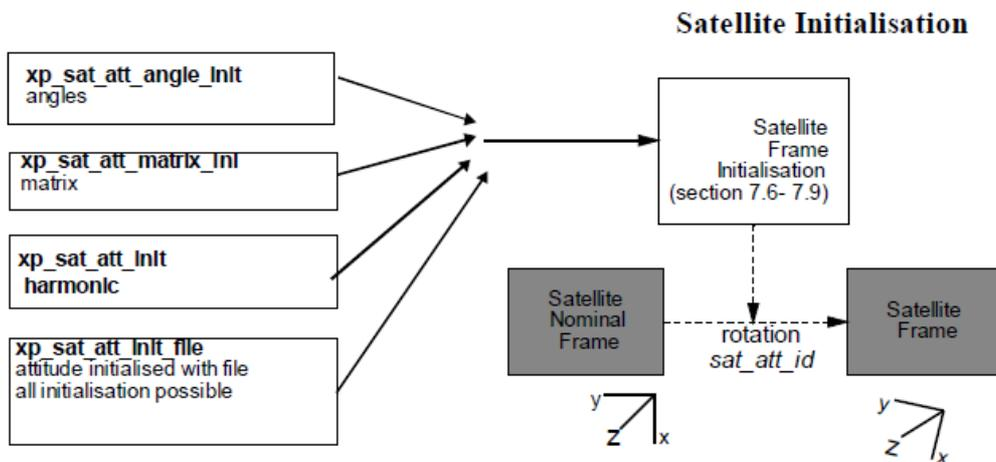 Satellite Initialisation
xp_sat_att_angle_init
angles
xp_sat_att_matrix_ini
matrix
xp_sat_att_init
harmonic
xp_sat_att_init_file
attitude initialised with file
all initialisation possible
Satellite
Frame
Initialisation
(section 7.6- 7.9)
Satellite
Nominal
Frame
rotation
sat_att_id
Satellite
Frame
y
z
x
y
z
x